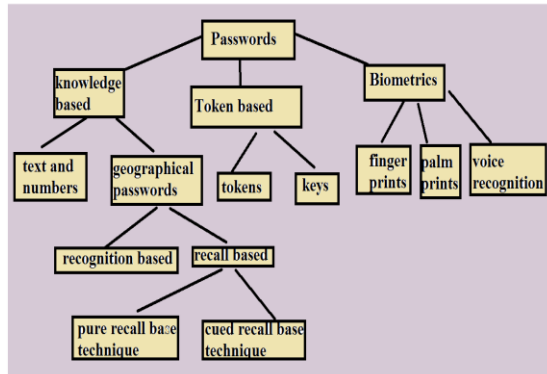 Passwords
knowledge
based
Token based
Biometrics
text and
numbers
geographical
passwords
tokens
keys
finger
prints
palm
prints
voice
recognition
recognition based
recall based
pure recall base
technique
cued recall base
technique